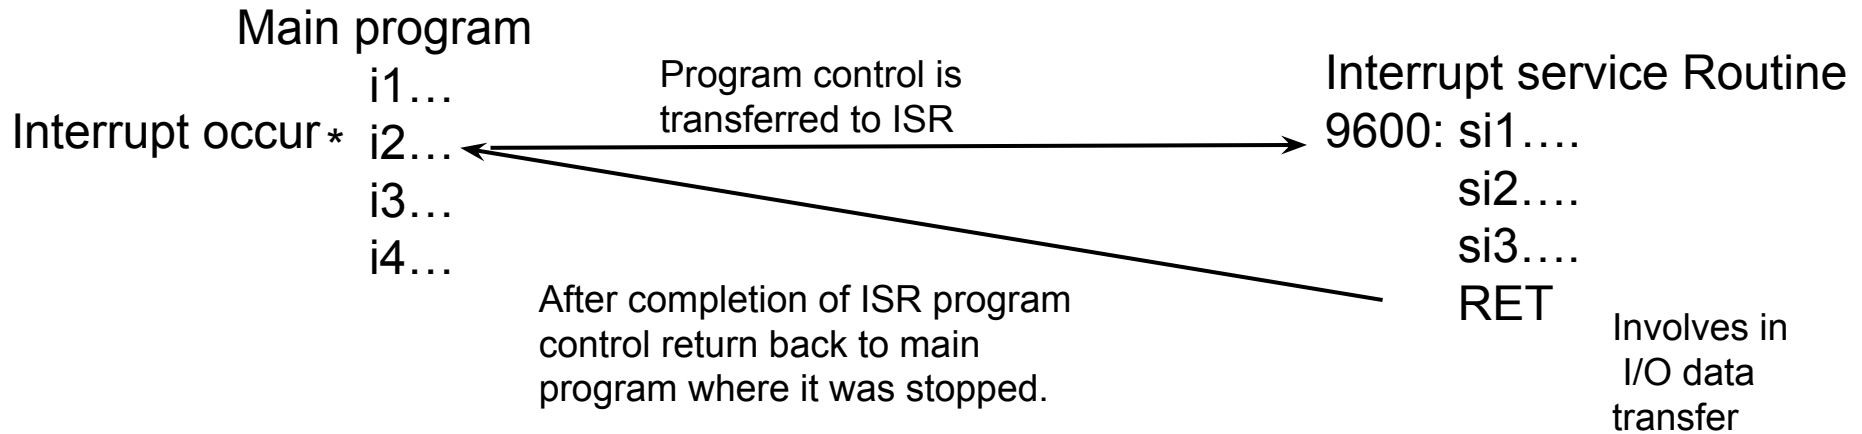 Main program
i1…
Interrupt occur * i2…
i3…
i4…
Program control is
transferred to ISR
After completion of ISR program
control return back to main
program where it was stopped.
Interrupt service Routine
9600: si1….
si2….
si3….
RET
Involves in
I/O data
transfer